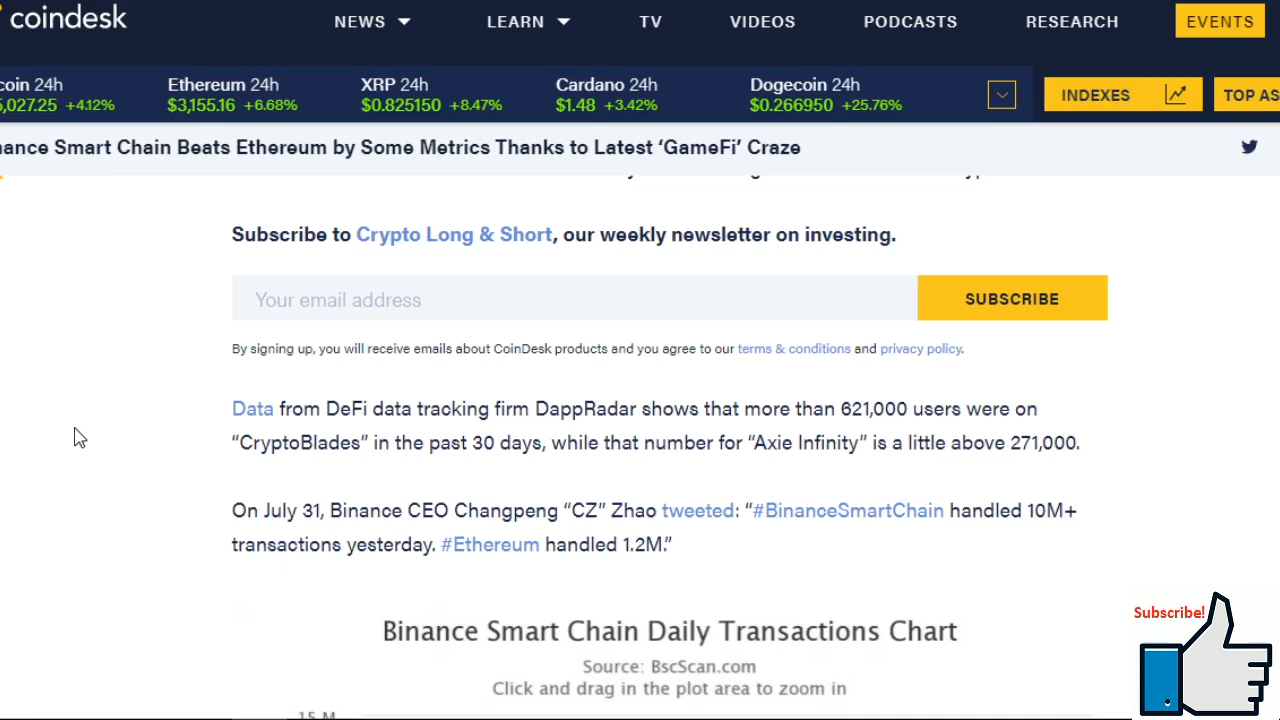 coindesk
NEWS LEARN TV VIDEOS PODCASTS RESEARCH EVENTS
coin 24h Ethereum 24h XRP 24h Cardano 24h Dogecoin 24h
,027.25 +4.12% $3,155.16 +6.68% $0.825150 +8.47% $1.48 +3.42% $0.266950 +25.76%
INDEXES TOP AS
nance Smart Chain Beats Ethereum by Some Metrics Thanks to Latest ‘GameFi’ Craze
Subscribe to Crypto Long & Short, our weekly newsletter on investing.
Your email address SUBSCRIBE
By signing up, you will receive emails about CoinDesk products and you agree to our terms & conditions and privacy policy.
Data from DeFi data tracking firm DappRadar shows that more than 621,000 users were on
“CryptoBlades” in the past 30 days, while that number for “Axie Infinity” is a little above 271,000.
On July 31, Binance CEO Changpeng “CZ” Zhao tweeted: “#BinanceSmartChain handled 10M+
transactions yesterday. #Ethereum handled 1.2M.”
Subscribe!
Binance Smart Chain Daily Transactions Chart
Source: BscScan.com
Click and drag in the plot area to zoom in
15 M